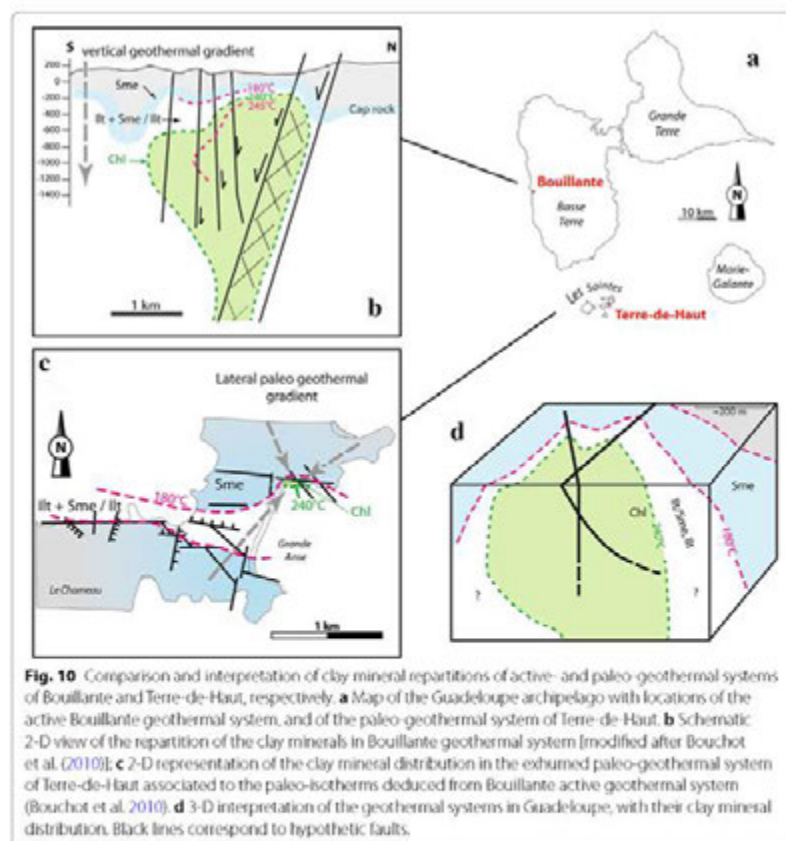 S
vertical geothermal gradient
N
200
0
-200
-400
-600
-800
-1000
-1200
-1400
Sme
180°C
240°C
245°C
Cap rock
Ilt + Sme / Ilt
Chl
1 km
b
a
Grande
Terre
Bouillante
Basse
Terre
N
10 km
Marie-
Galante
Les Saintes
Terre-de-Haut
c
Lateral paleo geothermal
gradient
N
Sme
180°C
Ilt + Sme / Ilt
240°C
Chl
Grande
Anse
Le Chameau
1 km
d
~200 m
Sme
Chl
240°C
Ilt/Sme, Ilt
180°C
?
?
Fig. 10 Comparison and interpretation of clay mineral repartitions of active- and paleo-geothermal systems
of Bouillante and Terre-de-Haut, respectively. a Map of the Guadeloupe archipelago with locations of the
active Bouillante geothermal system, and of the paleo-geothermal system of Terre-de-Haut. b Schematic
2-D view of the repartition of the clay minerals in Bouillante geothermal system [modified after Bouchot
et al. (2010)]; c 2-D representation of the clay mineral distribution in the exhumed paleo-geothermal system
of Terre-de-Haut associated to the paleo-isotherms deduced from Bouillante active geothermal system
(Bouchot et al. 2010). d 3-D interpretation of the geothermal systems in Guadeloupe, with their clay mineral
distribution. Black lines correspond to hypothetic faults.